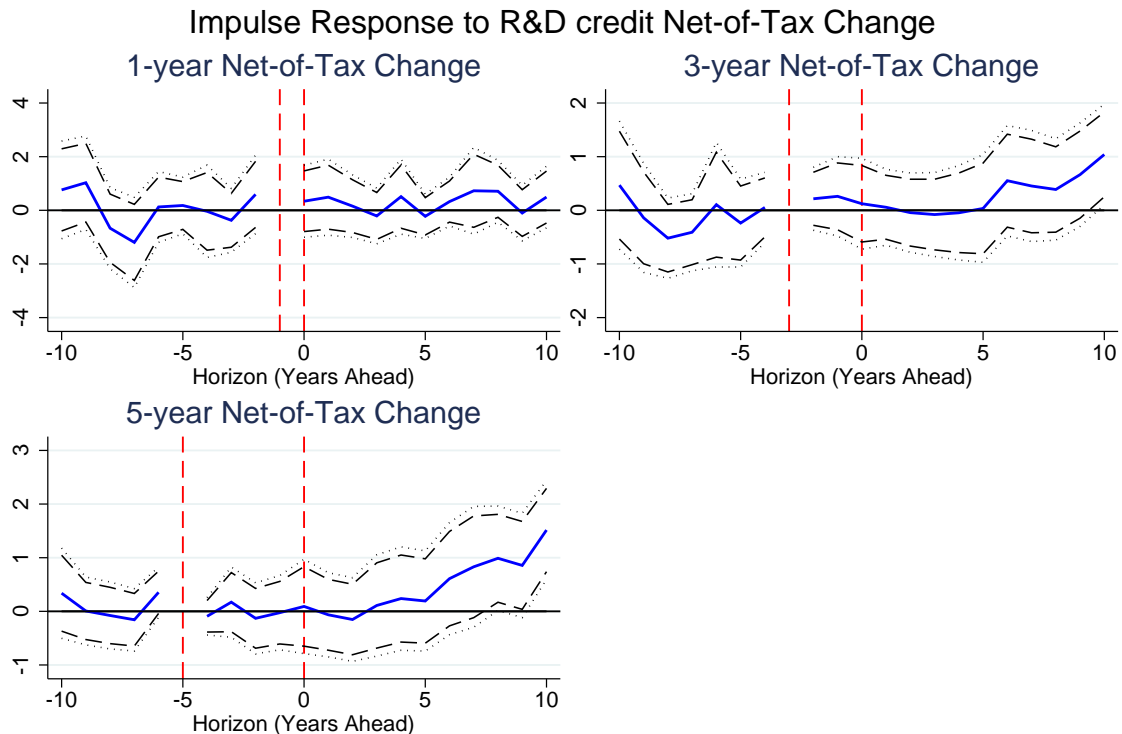 Impulse Response to R&D credit Net-of-Tax Change
1-year Net-of-Tax Change
4
2
0
-2
-4
-10 -5 0 5 10
Horizon (Years Ahead)
3-year Net-of-Tax Change
2
1
0
-1
-2
-10 -5 0 5 10
Horizon (Years Ahead)
5-year Net-of-Tax Change
3
2
1
0
-1
-10 -5 0 5 10
Horizon (Years Ahead)